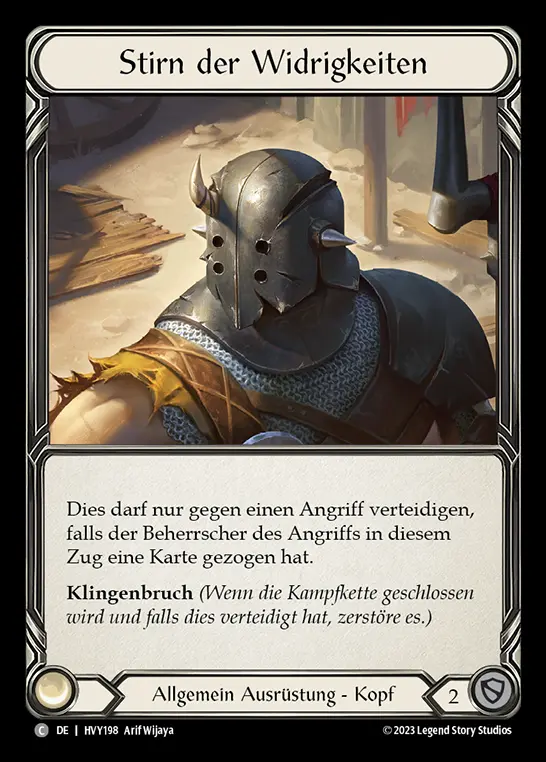 Stirn der Widrigkeiten
Dies darf nur gegen einen Angriff verteidigen,
falls der Beherrscher des Angriffs in diesem
Zug eine Karte gezogen hat.
Klingenbruch (Wenn die Kampfkette geschlossen
wird und falls dies verteidigt hat, zerstöre es.)
Allgemein Ausrüstung - Kopf
2
C DE | HVY198 Arif Wijaya
© 2023 Legend Story Studios